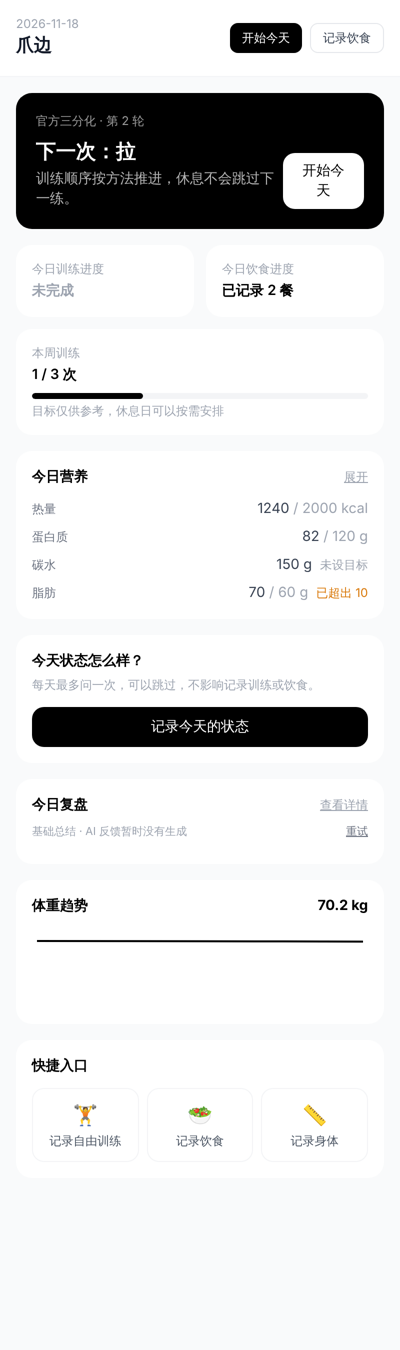 2026-11-18
爪边
开始今天
记录饮食
官方三分化 · 第 2 轮
下一次：拉
训练顺序按方法推进，休息不会跳过下
一练。
开始今
天
今日训练进度
未完成
今日饮食进度
已记录 2 餐
本周训练
1 / 3 次
目标仅供参考，休息日可以按需安排
今日营养
展开
热量
1240 / 2000 kcal
蛋白质
82 / 120 g
碳水
150 g 未设目标
脂肪
70 / 60 g 已超出 10
今天状态怎么样？
每天最多问一次，可以跳过，不影响记录训练或饮食。
记录今天的状态
今日复盘
查看详情
基础总结 · AI 反馈暂时没有生成
重试
体重趋势
70.2 kg
快捷入口
记录自由训练
记录饮食
记录身体